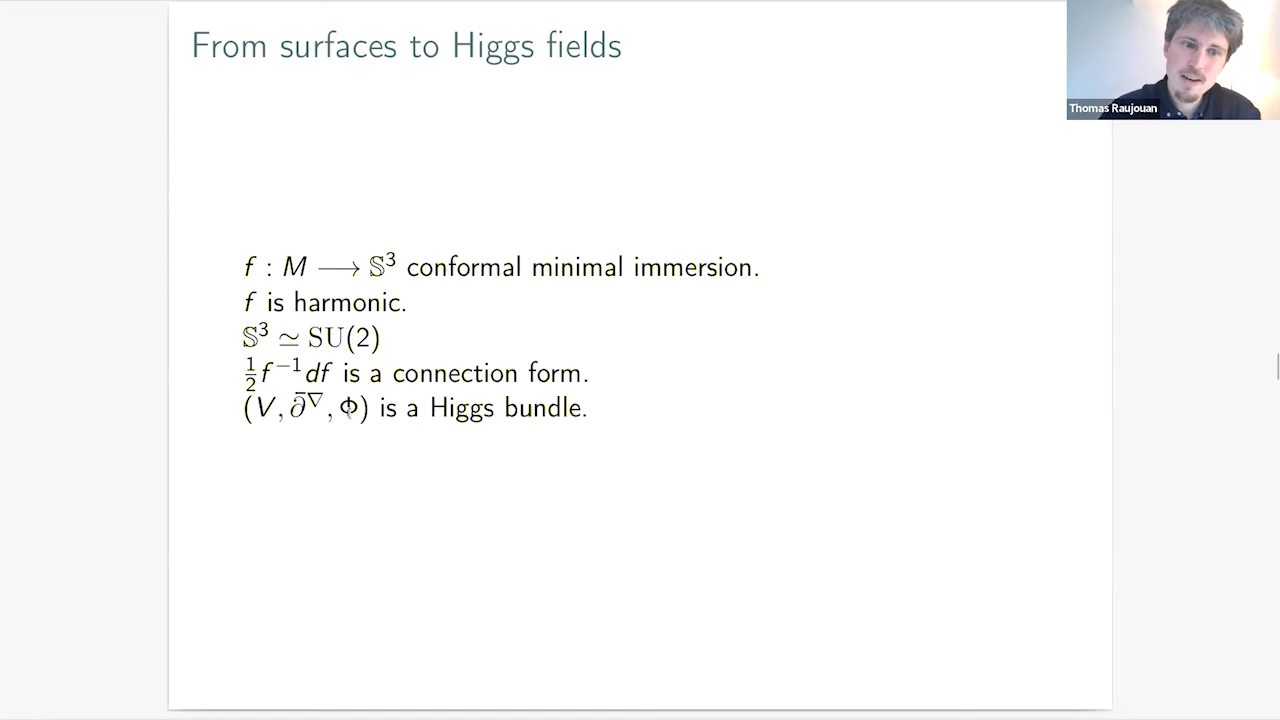 From surfaces to Higgs fields
Thomas Raujouan
f : M ⟶ 𝕊³ conformal minimal immersion.
f is harmonic.
𝕊³ ≃ SU(2)
½f⁻¹df is a connection form.
(V, ∂̄^∇, Φ) is a Higgs bundle.